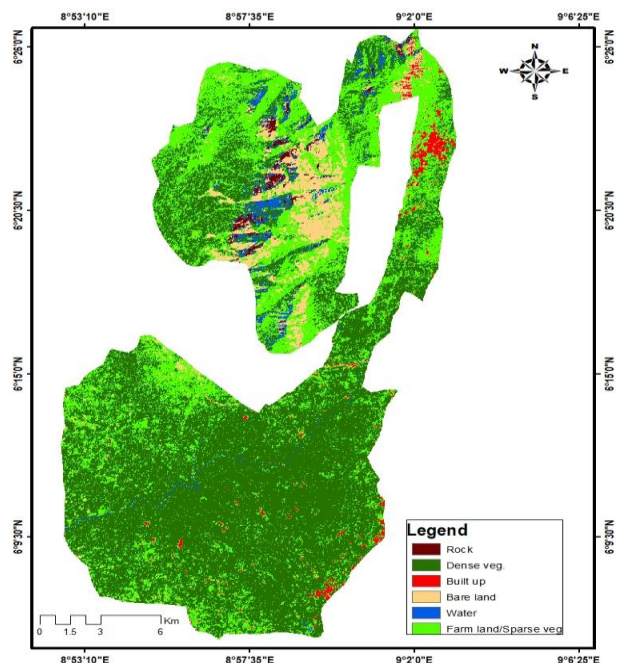 8°53'10"E 8°57'35"E 9°2'0"E 9°6'25"E
N
W E
S
6°25'0"N 6°25'0"N
6°20'30"N 6°20'30"N
6°15'0"N 6°15'0"N
6°9'30"N 6°9'30"N
Legend
Rock
Dense veg.
Built up
Bare land
Water
Farm land/Sparse veg
Km
0 1.5 3 6
8°53'10"E 8°57'35"E 9°2'0"E 9°6'25"E